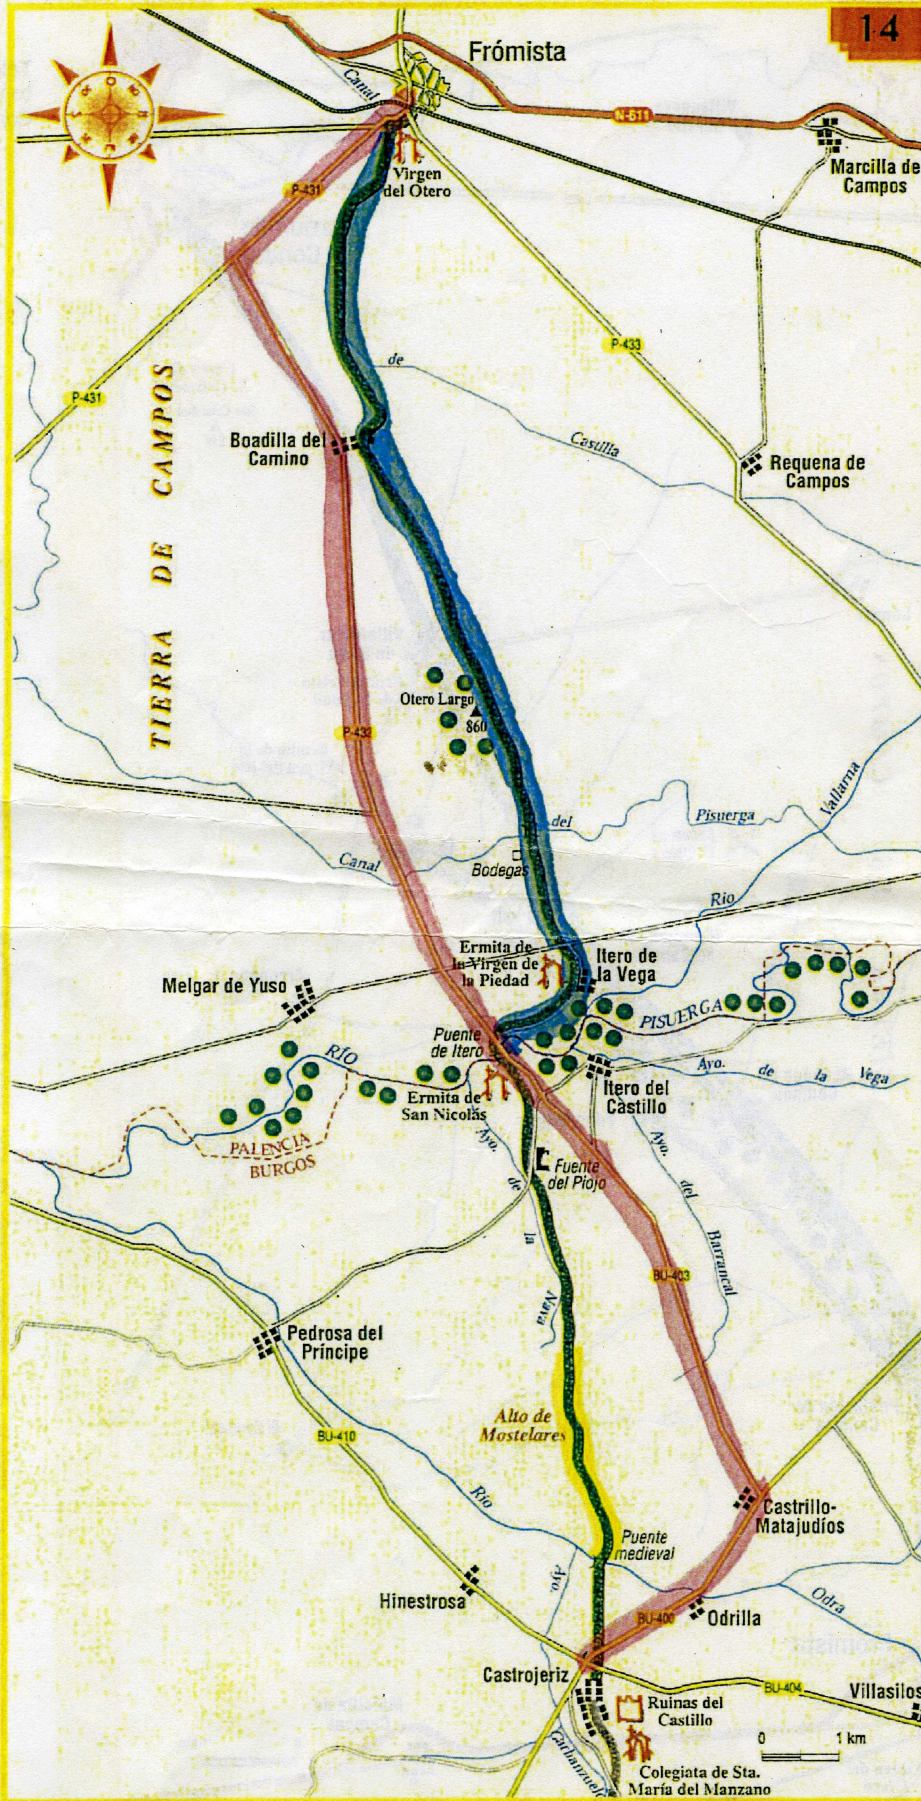 14
Frómista
Canal
N-611
Virgen
del Otero
Marcilla de
Campos
P-431
P-433
de
P-431
Castilla
Boadilla del
Camino
Requena de
Campos
TIERRA DE CAMPOS
Otero Largo
860
P-432
Vallarna
del
Pisuerga
Canal
Bodegas
Río
Ermita de
la Virgen de
la Piedad
Itero de
la Vega
Melgar de Yuso
PISUERGA
Puente
de Itero
RÍO
Ayo. de la Vega
Ermita de
San Nicolás
Itero del
Castillo
PALENCIA
BURGOS
Ayo.
de
la
Nava
Fuente
del Piojo
Ayo.
del
Barrancal
BU-403
Pedrosa del
Príncipe
Alto de
Mostelares
BU-410
Río
Castrillo-
Matajudíos
Puente
medieval
Ayo.
Hinestrosa
Odra
BU-400
Odrilla
Castrojeriz
BU-404
Villasilos
Ruinas del
Castillo
0 1 km
Colegiata de Sta.
María del Manzano